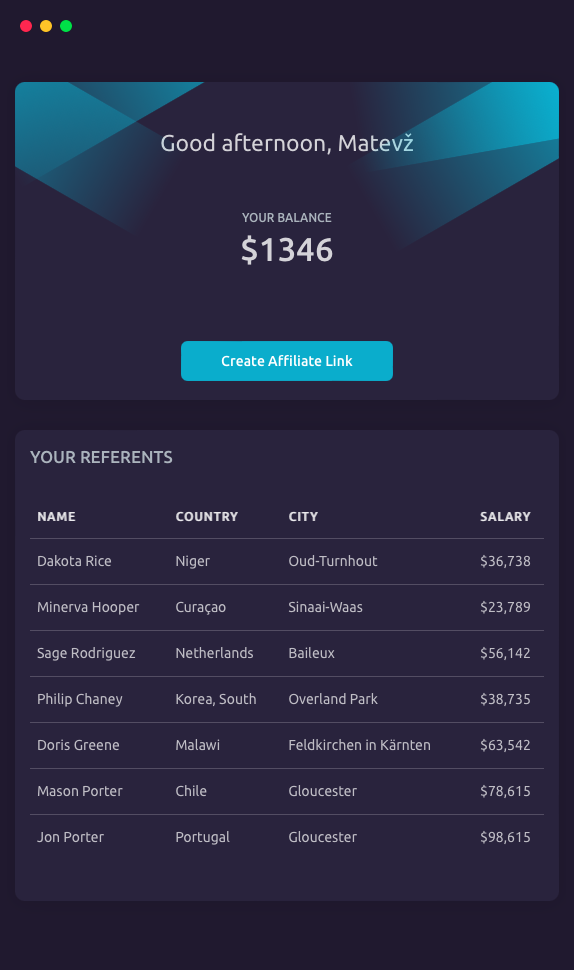 Good afternoon, Matevž
YOUR BALANCE
$1346
Create Affiliate Link
YOUR REFERENTS
NAME COUNTRY CITY SALARY
Dakota Rice Niger Oud-Turnhout $36,738
Minerva Hooper Curaçao Sinaai-Waas $23,789
Sage Rodriguez Netherlands Baileux $56,142
Philip Chaney Korea, South Overland Park $38,735
Doris Greene Malawi Feldkirchen in Kärnten $63,542
Mason Porter Chile Gloucester $78,615
Jon Porter Portugal Gloucester $98,615